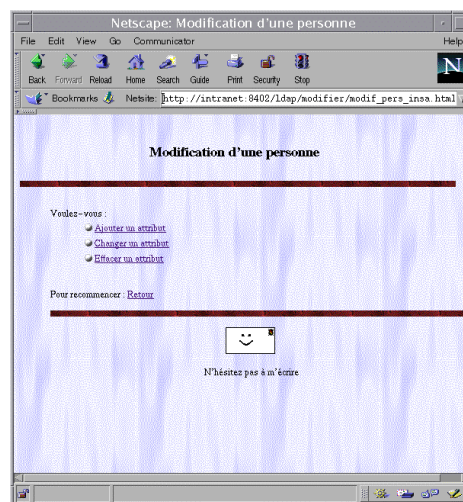 Netscape: Modification d'une personne
File Edit View Go Communicator Help
Back Forward Reload Home Search Guide Print Security Stop
N
Bookmarks Netsite: http://intranet:8402/ldap/modifier/modif_pers_insa.html
Modification d'une personne
Voulez-vous :
Ajouter un attribut
Changer un attribut
Effacer un attribut
Pour recommencer : Retour
N'hésitez pas à m'écrire